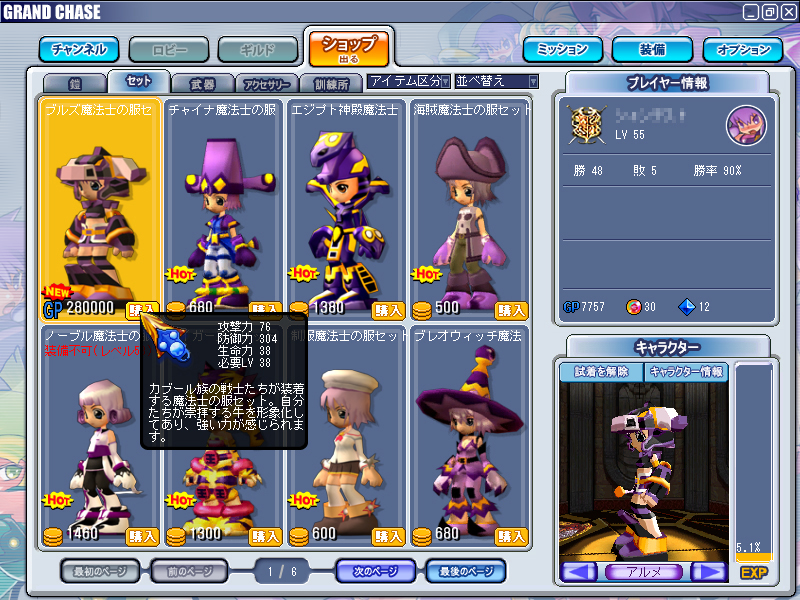 GRAND CHASE
チャンネル ロビー ギルド ショップ ミッション 装備 オプション
出る
鎧 セット 武器 アクセサリー 訓練所 アイテム区分 並べ替え
ブルズ魔法士の服セ チャイナ魔法士の服 エジプト神殿魔法士 海賊魔法士の服セット
NEW HOT HOT HOT
GP 280000 購入 680 購入 1380 購入 500 購入
攻撃力 76
防御力 304
生命力 38
必要LV 38
カブール族の戦士たちが装着
する魔法士の服セット。自分
たちが崇拝する牛を形象化し
てあり、強い力が感じられま
す。
ノーブル魔法士の 制服魔法士の服セット ブレオウィッチ魔法
装備不可(レベル
HOT HOT HOT
1460 購入 1300 購入 600 購入 680 購入
最初のページ 前のページ 1 / 6 次のページ 最後のページ
プレイヤー情報
LV 55
勝 48 敗 5 勝率 90%
GP 7757 30 12
キャラクター
試着を解除 キャラクター情報
5.1%
アルメ EXP